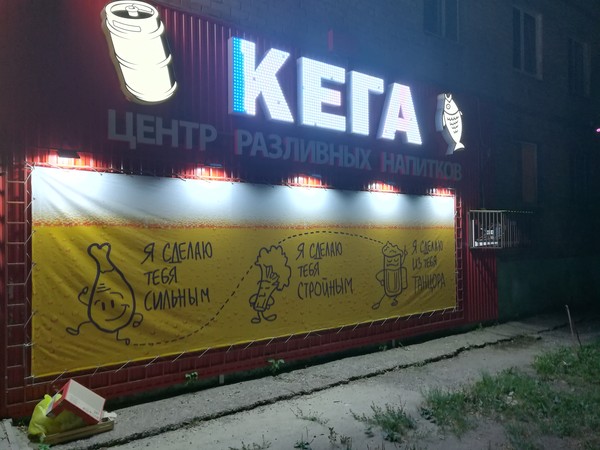 КЕГА
ЦЕНТР РАЗЛИВНЫХ НАПИТКОВ
Я СДЕЛАЮ
ТЕБЯ
СИЛЬНЫМ
Я СДЕЛАЮ
ТЕБЯ
СТРОЙНЫМ
Я СДЕЛАЮ
ИЗ ТЕБЯ
ТАНЦОРА